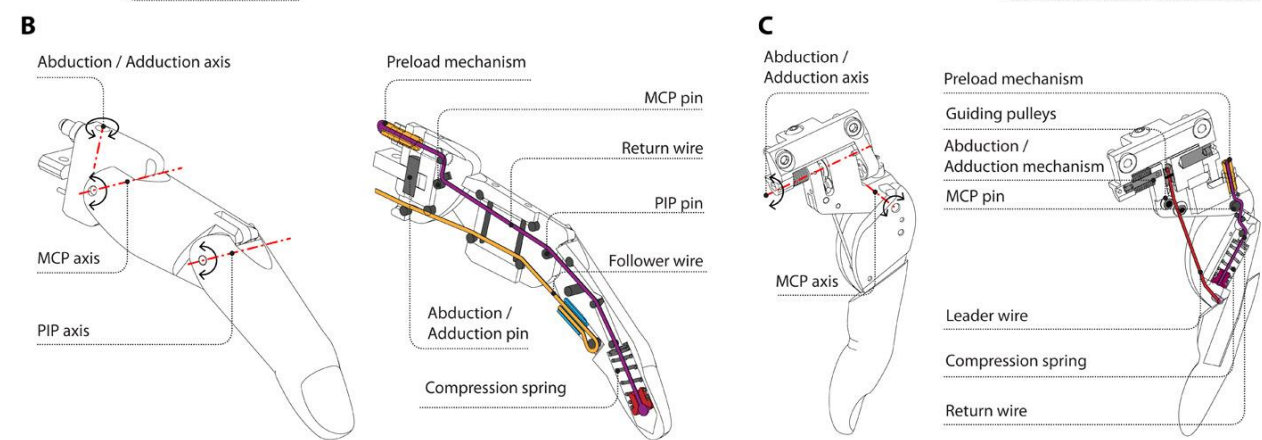 B
Abduction / Adduction axis
MCP axis
PIP axis
Preload mechanism
MCP pin
Return wire
PIP pin
Follower wire
Abduction /
Adduction pin
Compression spring
C
Abduction /
Adduction axis
MCP axis
Preload mechanism
Guiding pulleys
Abduction /
Adduction mechanism
MCP pin
Leader wire
Compression spring
Return wire